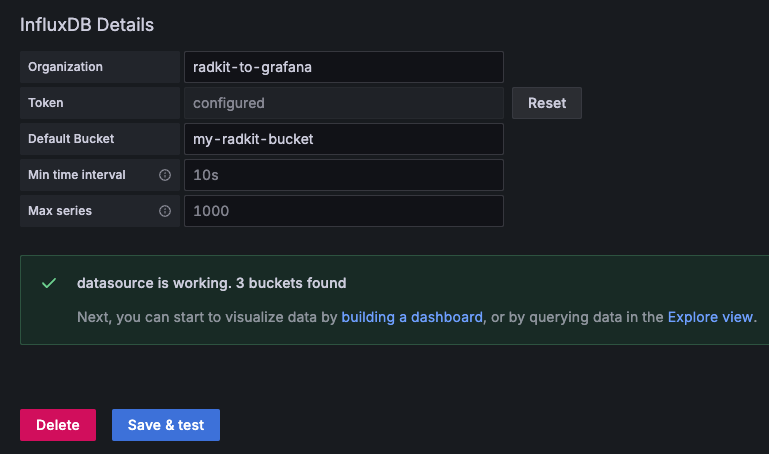 InfluxDB Details
Organization radkit-to-grafana
Token configured Reset
Default Bucket my-radkit-bucket
Min time interval 10s
Max series 1000
datasource is working. 3 buckets found
Next, you can start to visualize data by building a dashboard, or by querying data in the Explore view.
Delete Save & test